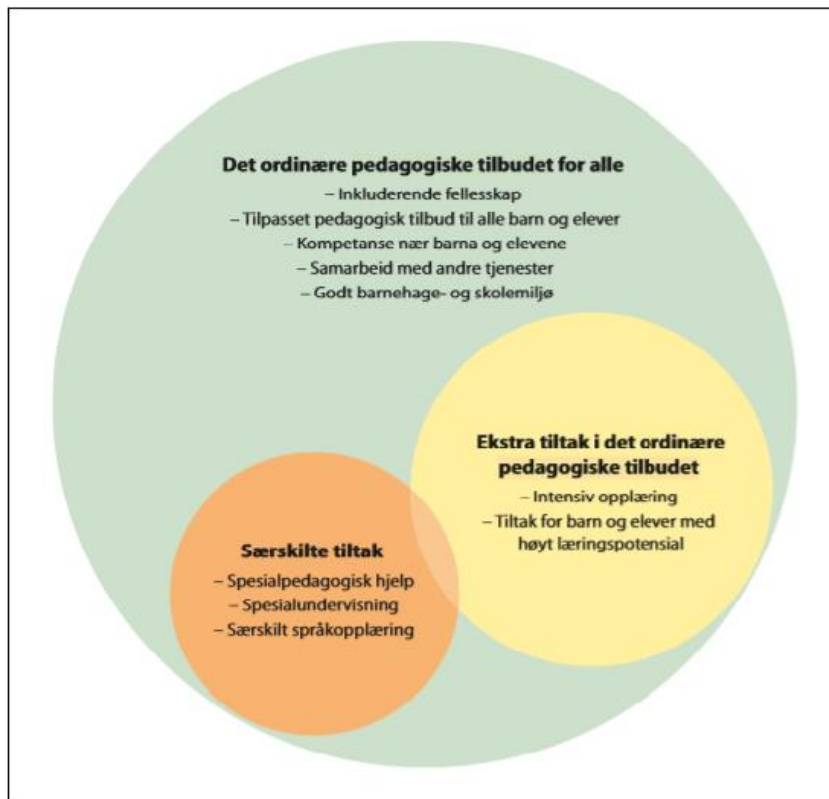 Det ordinære pedagogiske tilbudet for alle
– Inkluderende fellesskap
– Tilpasset pedagogisk tilbud til alle barn og elever
– Kompetanse nær barna og elevene
– Samarbeid med andre tjenester
– Godt barnehage- og skolemiljø
Ekstra tiltak i det ordinære
pedagogiske tilbudet
– Intensiv opplæring
– Tiltak for barn og elever med
høyt læringspotensial
Særskilte tiltak
– Spesialpedagogisk hjelp
– Spesialundervisning
– Særskilt språkopplæring